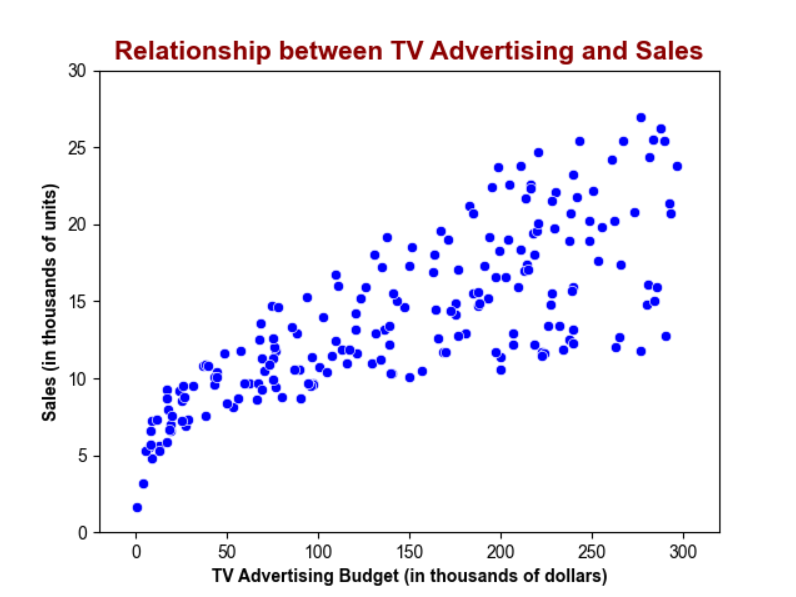 Relationship between TV Advertising and Sales
30
25
20
15
10
5
0
Sales (in thousands of units)
0 50 100 150 200 250 300
TV Advertising Budget (in thousands of dollars)